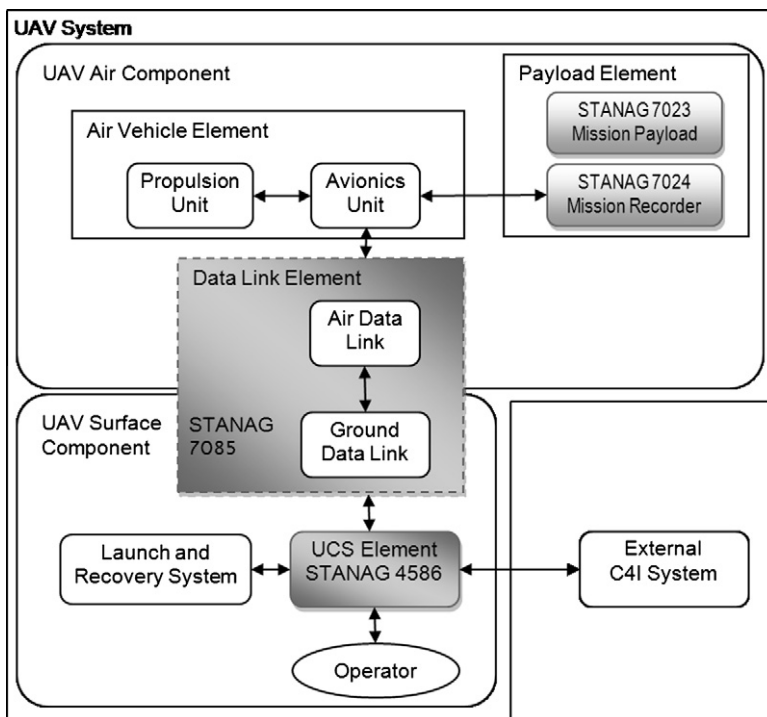 UAV System
UAV Air Component
Payload Element
STANAG 7023
Mission Payload
Air Vehicle Element
Propulsion
Unit
Avionics
Unit
STANAG 7024
Mission Recorder
Data Link Element
Air Data
Link
UAV Surface
Component
STANAG
7085
Ground
Data Link
Launch and
Recovery System
UCS Element
STANAG 4586
External
C4I System
Operator